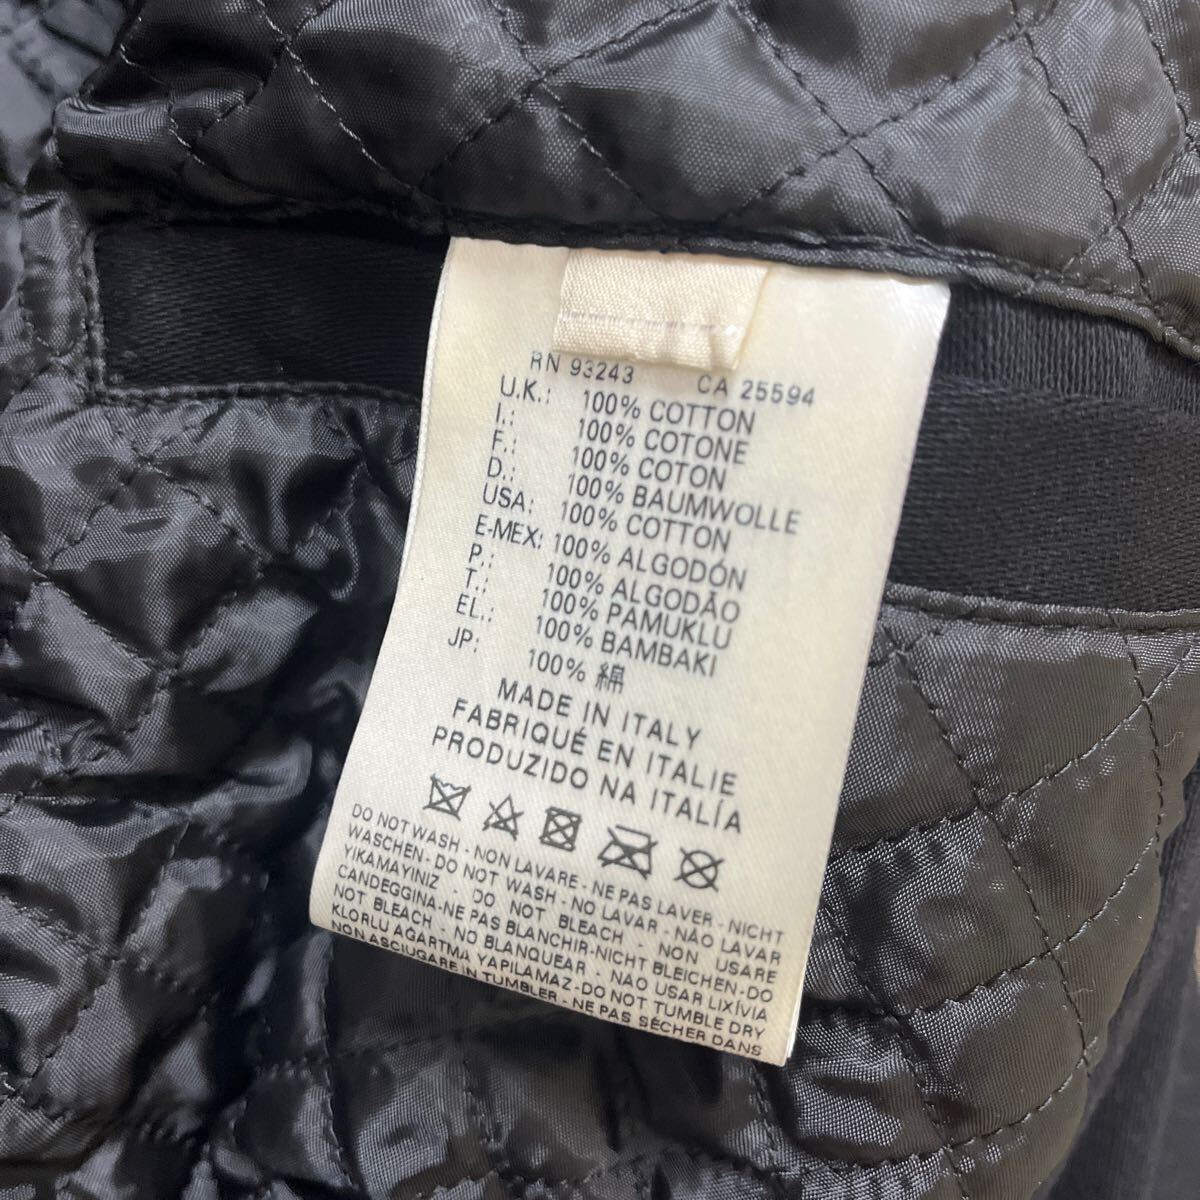 RN 93243 CA 25594
U.K.: 100% COTTON
I.: 100% COTONE
F.: 100% COTON
D.: 100% BAUMWOLLE
USA: 100% COTTON
E-MEX: 100% ALGODÓN
P.: 100% ALGODÃO
T.: 100% PAMUKLU
EL.: 100% BAMBAKI
JP: 100% 綿
MADE IN ITALY
FABRIQUÉ EN ITALIE
PRODUZIDO NA ITALÍA
DO NOT WASH - NON LAVARE - NE PAS LAVER - NICHT
WASCHEN - DO NOT WASH - NO LAVAR - NÃO LAVAR
YIKAMAYINIZ - DO NOT BLEACH - NON USARE
CANDEGGINA-NE PAS BLANCHIR-NICHT BLEICHEN-DO
NOT BLEACH - NO BLANQUEAR - NÃO USAR LIXÍVIA
KLORLU AGARTMA YAPILAMAZ-DO NOT TUMBLE DRY
NON ASCIUGARE IN TUMBLER - NE PAS SÉCHER DANS